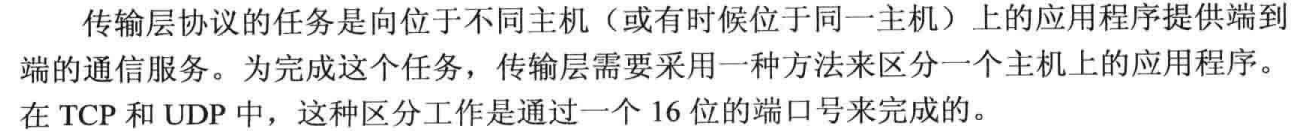 传输层协议的任务是向位于不同主机（或有时候位于同一主机）上的应用程序提供端到
端的通信服务。为完成这个任务，传输层需要采用一种方法来区分一个主机上的应用程序。
在 TCP 和 UDP 中，这种区分工作是通过一个 16 位的端口号来完成的。